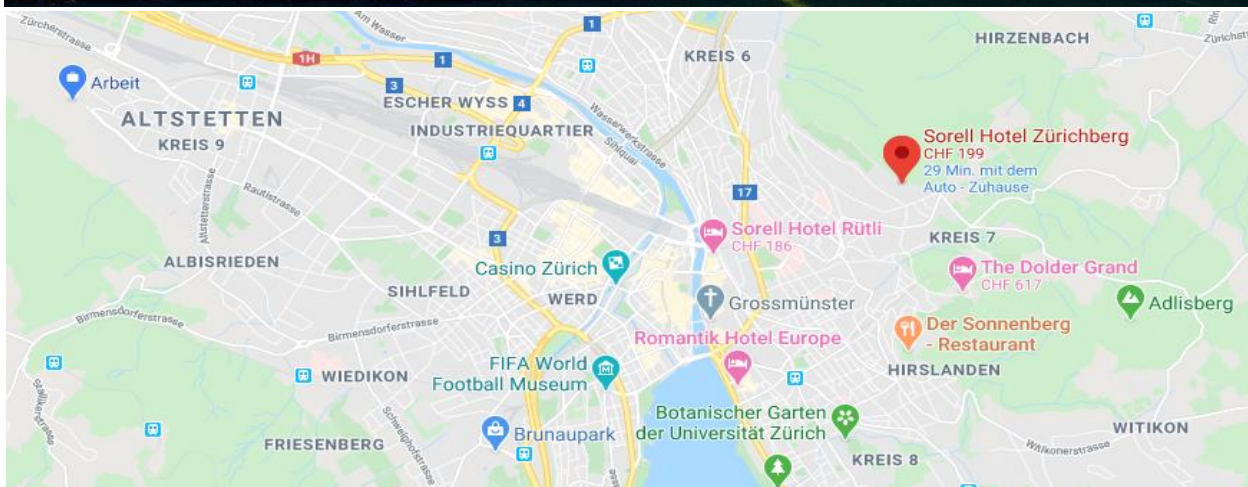 Zürcherstrasse
Am Wasser
1
1H
1
KREIS 6
HIRZENBACH
Arbeit
3
ESCHER WYSS
4
ALTSTETTEN
INDUSTRIEQUARTIER
Wasserwerkstrasse
Sihlquai
KREIS 9
Sorell Hotel Zürichberg
CHF 199
29 Min. mit dem
Auto - Zuhause
17
Altstetterstrasse
Rautistrasse
Sorell Hotel Rütli
CHF 186
KREIS 7
3
ALBISRIEDEN
Casino Zürich
The Dolder Grand
CHF 617
SIHLFELD
WERD
Grossmünster
Adlisberg
Birmensdorferstrasse
Birmensdorferstrasse
Romantik Hotel Europe
Der Sonnenberg
- Restaurant
FIFA World
Football Museum
WIEDIKON
HIRSLANDEN
Botanischer Garten
der Universität Zürich
Brunaupark
Schweighofstrasse
FRIESENBERG
WITIKON
Witikonerstrasse
KREIS 8